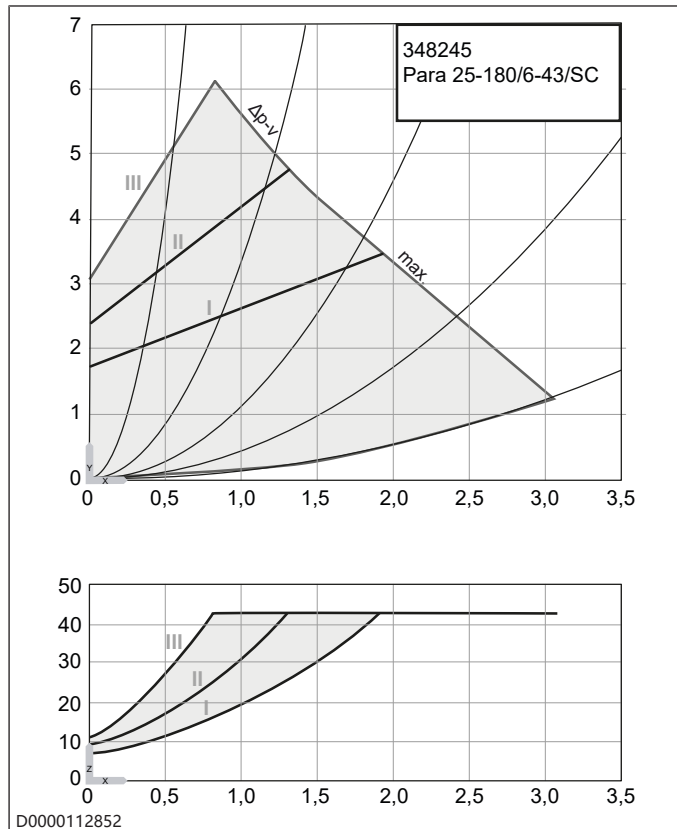 7
348245
Para 25-180/6-43/SC
6
Δp-v
5
III
4
II
max.
3
I
2
1
Y
0
X
0 0,5 1,0 1,5 2,0 2,5 3,0 3,5
50
40
III
30
II
20
I
10
Z
0
X
0 0,5 1,0 1,5 2,0 2,5 3,0 3,5
D0000112852